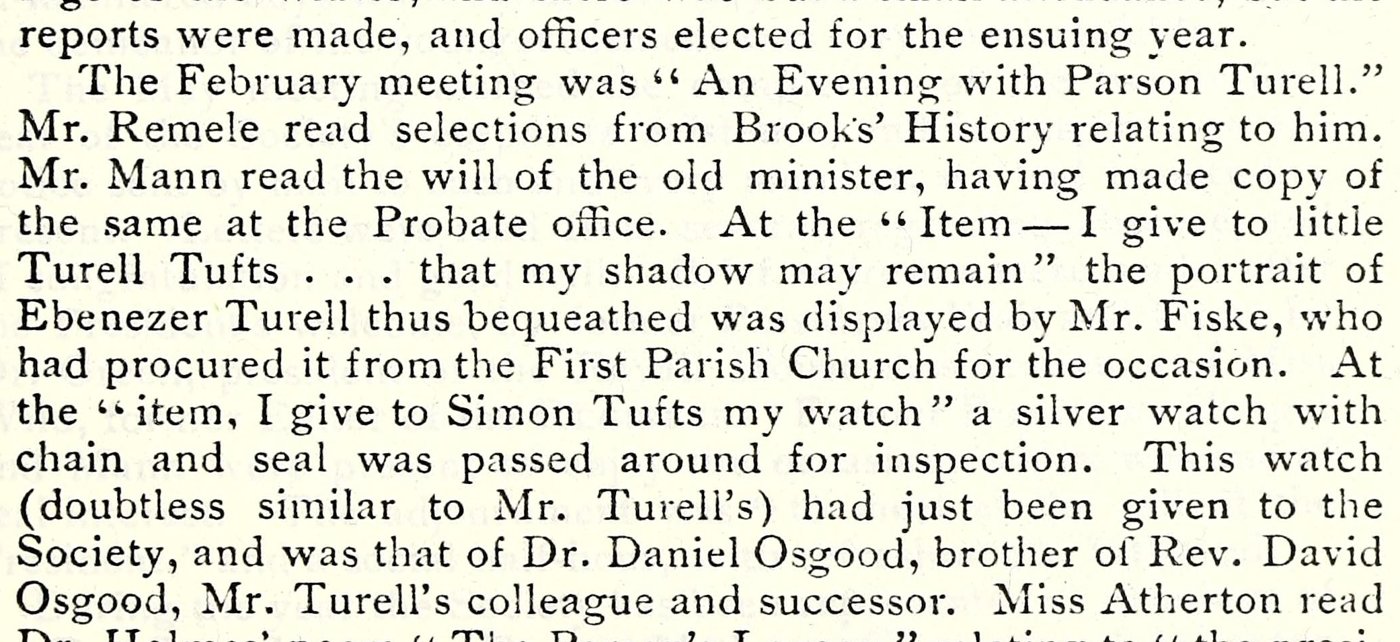 reports were made, and officers elected for the ensuing year.
The February meeting was “ An Evening with Parson Turell.”
Mr. Remele read selections from Brooks’ History relating to him.
Mr. Mann read the will of the old minister, having made copy of
the same at the Probate office. At the “ Item — I give to little
Turell Tufts . . . that my shadow may remain ” the portrait of
Ebenezer Turell thus bequeathed was displayed by Mr. Fiske, who
had procured it from the First Parish Church for the occasion. At
the “ item, I give to Simon Tufts my watch ” a silver watch with
chain and seal was passed around for inspection. This watch
(doubtless similar to Mr. Turell’s) had just been given to the
Society, and was that of Dr. Daniel Osgood, brother of Rev. David
Osgood, Mr. Turell’s colleague and successor. Miss Atherton read